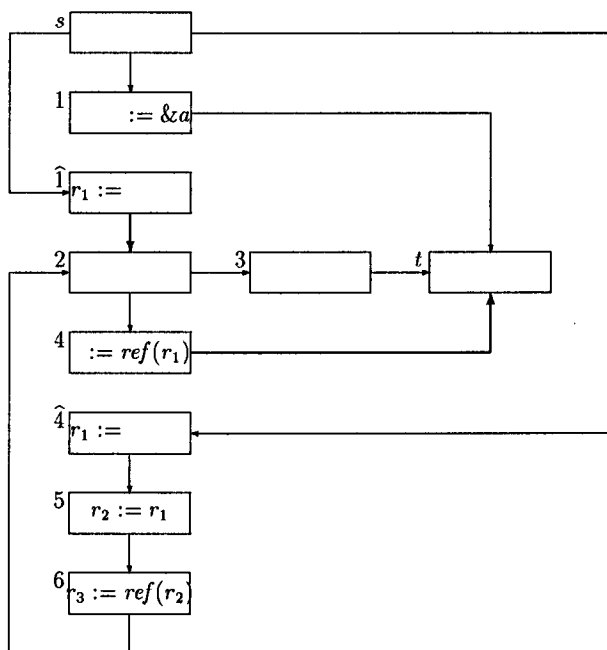 s
1 := &a
1̂ r₁ :=
2 3 t
4 := ref(r₁)
4̂ r₁ :=
5 r₂ := r₁
6 r₃ := ref(r₂)